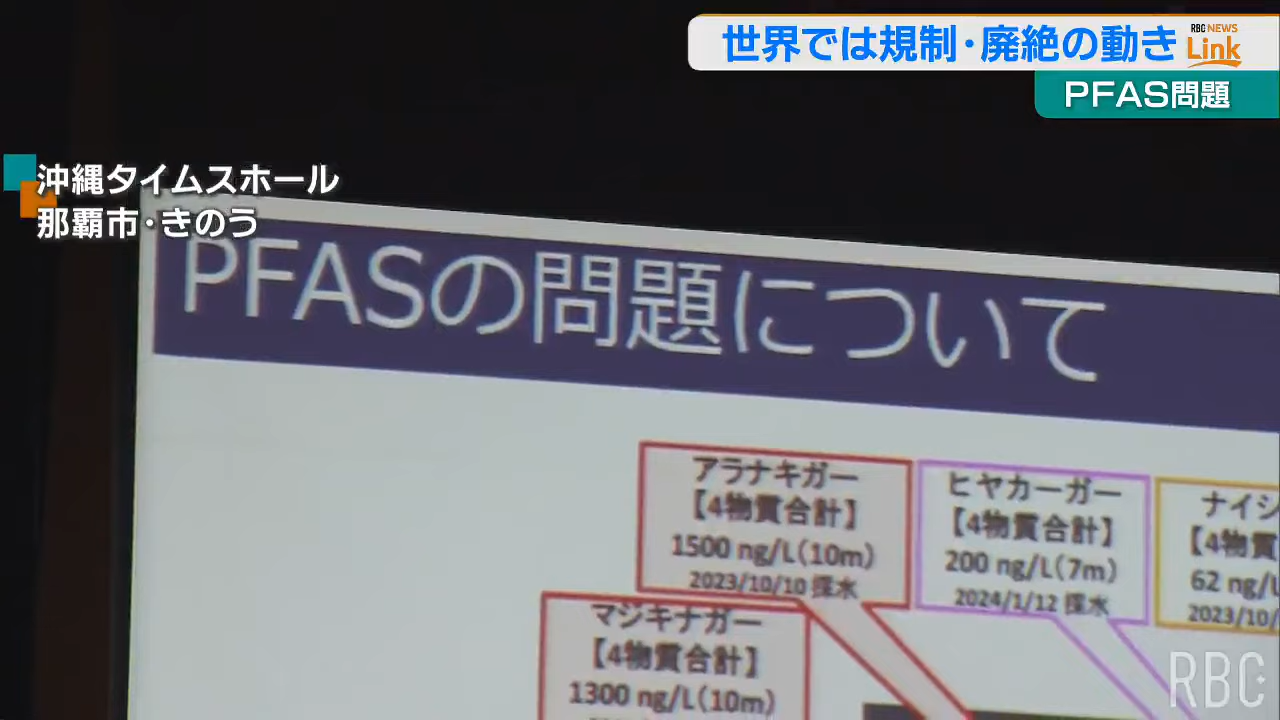 世界では規制・廃絶の動き
RBC NEWS
Link
PFAS問題
沖縄タイムスホール
那覇市・きのう
PFASの問題について
アラナキガー
【4物質合計】
1500 ng/L(10m)
2023/10/10 採水
ヒヤカーガー
【4物質合計】
200 ng/L(7m)
2024/1/12 採水
ナイシ
【4物質
62 ng/L
2023/10/
マジキナガー
【4物質合計】
1300 ng/L(10m)
RBC